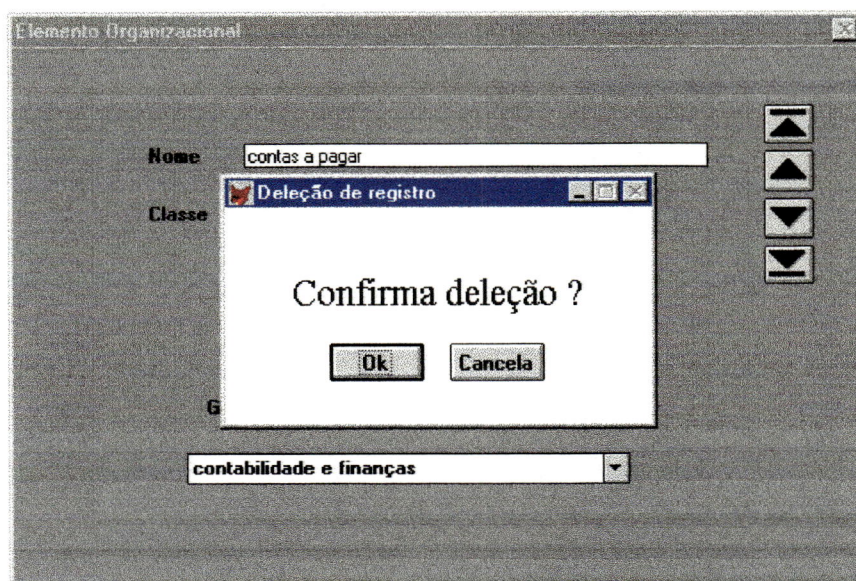 Elemento Organizacional
Nome contas a pagar
Deleção de registro
Classe
Confirma deleção ?
Ok Cancela
G
contabilidade e finanças